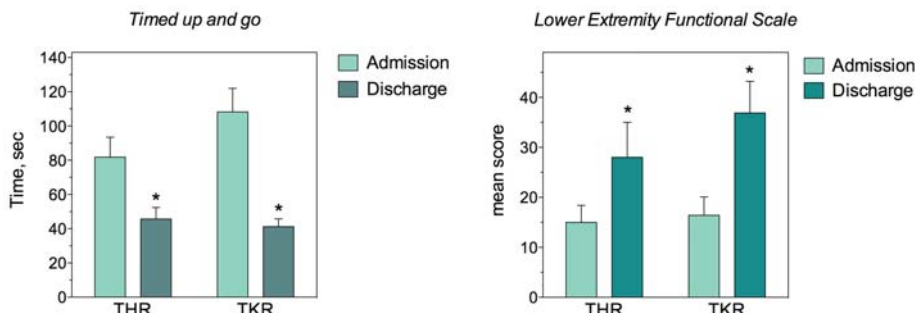 Timed up and go
Time, sec
140
120
100
80
60
40
20
0
*
*
THR
TKR
Admission
Discharge
Lower Extremity Functional Scale
mean score
40
30
20
10
0
*
*
THR
TKR
Admission
Discharge